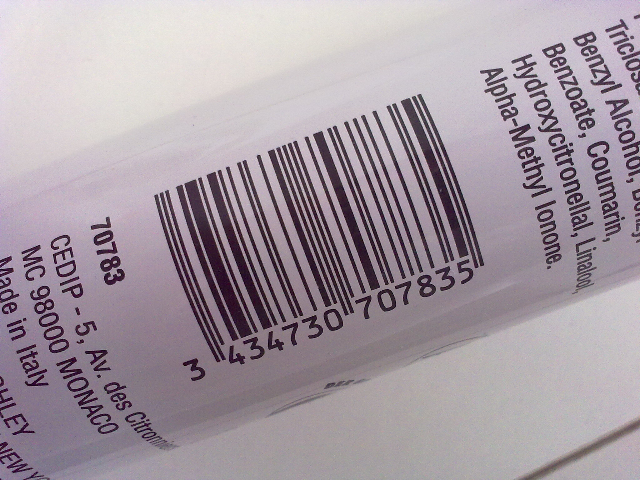 Benzyl Alcohol,
Benzoate, Coumarin,
Hydroxycitronellal, Linalool,
Alpha-Methyl Ionone.
3 434730 707835
70783
CEDIP - 5, Av. des
MC 98000 MONACO
Made in Italy
NEW